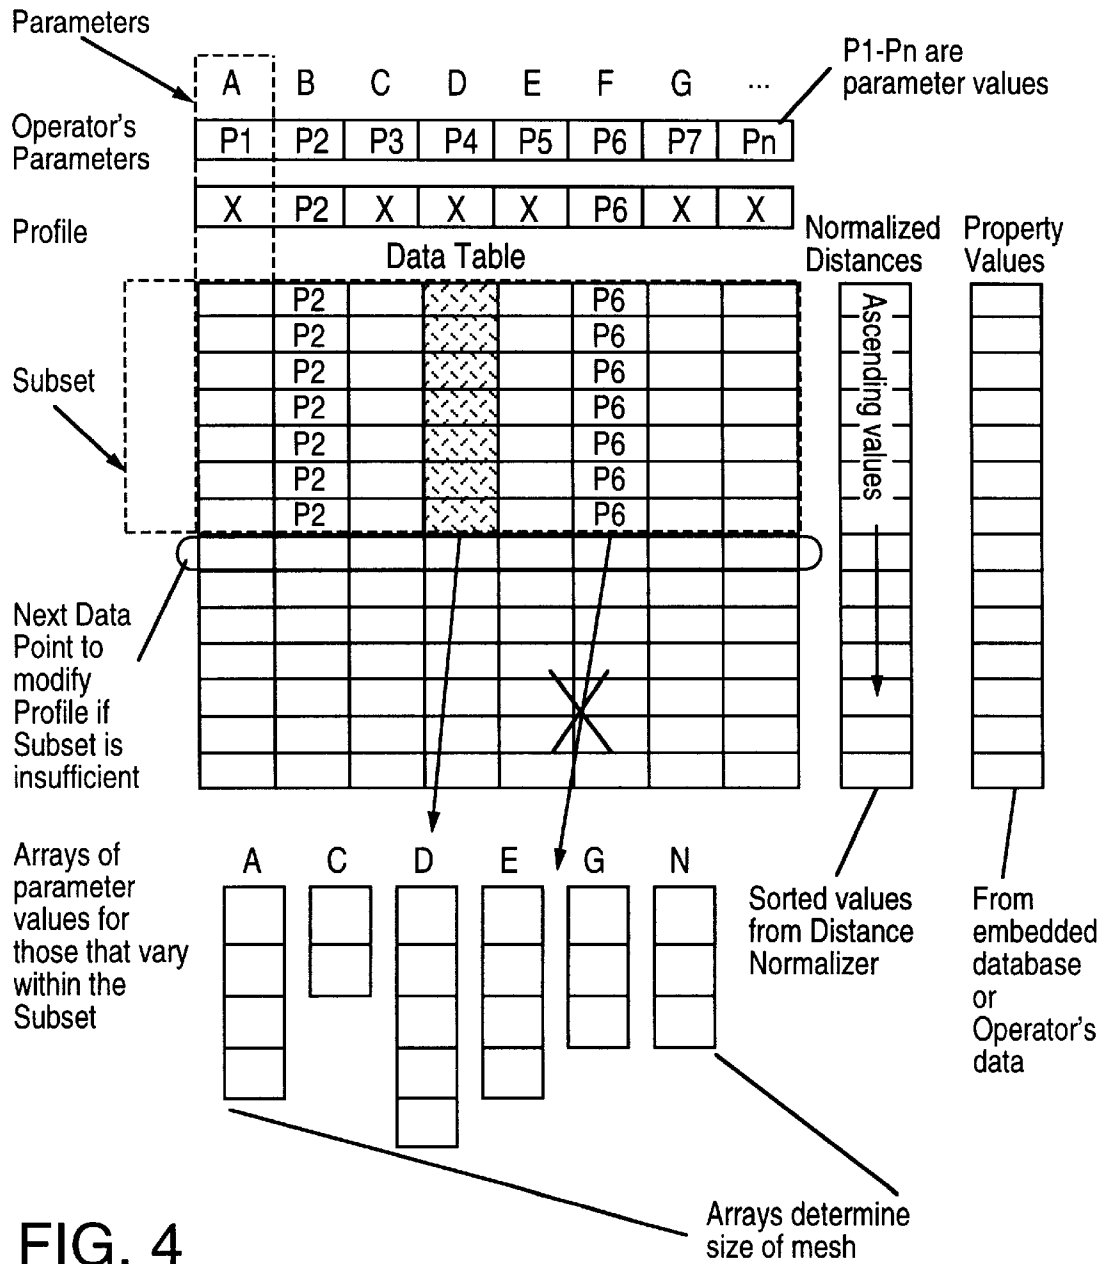 Parameters
P1-Pn are
parameter values
A B C D E F G ...
Operator's
Parameters
P1 P2 P3 P4 P5 P6 P7 Pn
Profile
X P2 X X X P6 X X
Data Table
Normalized
Distances
Property
Values
Subset
P2 P6
P2 P6
P2 P6
P2 P6
P2 P6
P2 P6
P2 P6
Ascending values
Next Data
Point to
modify
Profile if
Subset is
insufficient
Arrays of
parameter
values for
those that vary
within the
Subset
A C D E G N
Sorted values
from Distance
Normalizer
From
embedded
database
or
Operator's
data
Arrays determine
size of mesh
FIG. 4